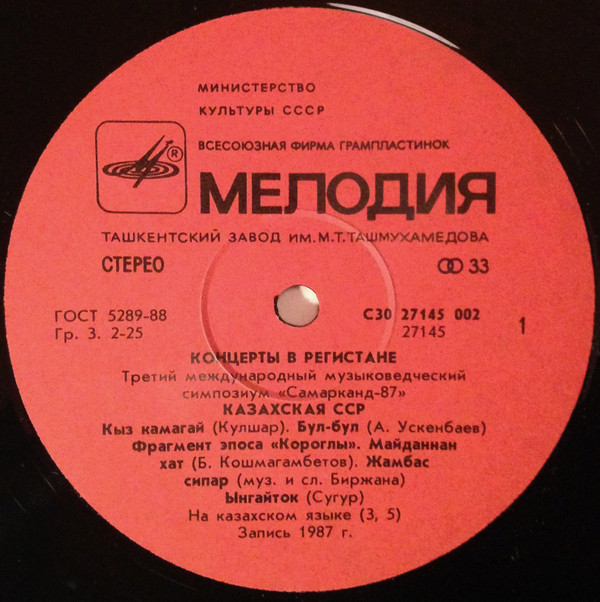 МИНИСТЕРСТВО
КУЛЬТУРЫ СССР
ВСЕСОЮЗНАЯ ФИРМА ГРАМПЛАСТИНОК
®
МЕЛОДИЯ
ТАШКЕНТСКИЙ ЗАВОД ИМ.М.Т.ТАШМУХАМЕДОВА
СТЕРЕО 33
ГОСТ 5289-88 С30 27145 002
Гр. 3. 2-25 27145 1
КОНЦЕРТЫ В РЕГИСТАНЕ
Третий международный музыковедческий
симпозиум «Самарканд-87»
КАЗАХСКАЯ ССР
Кыз камагай (Кулшар). Бул-бул (А. Ускенбаев)
Фрагмент эпоса «Короглы». Майданнан
хат (Б. Кошмагамбетов). Жамбас
сипар (муз. и сл. Биржана)
Ынгайток (Сугур)
На казахском языке (3, 5)
Запись 1987 г.